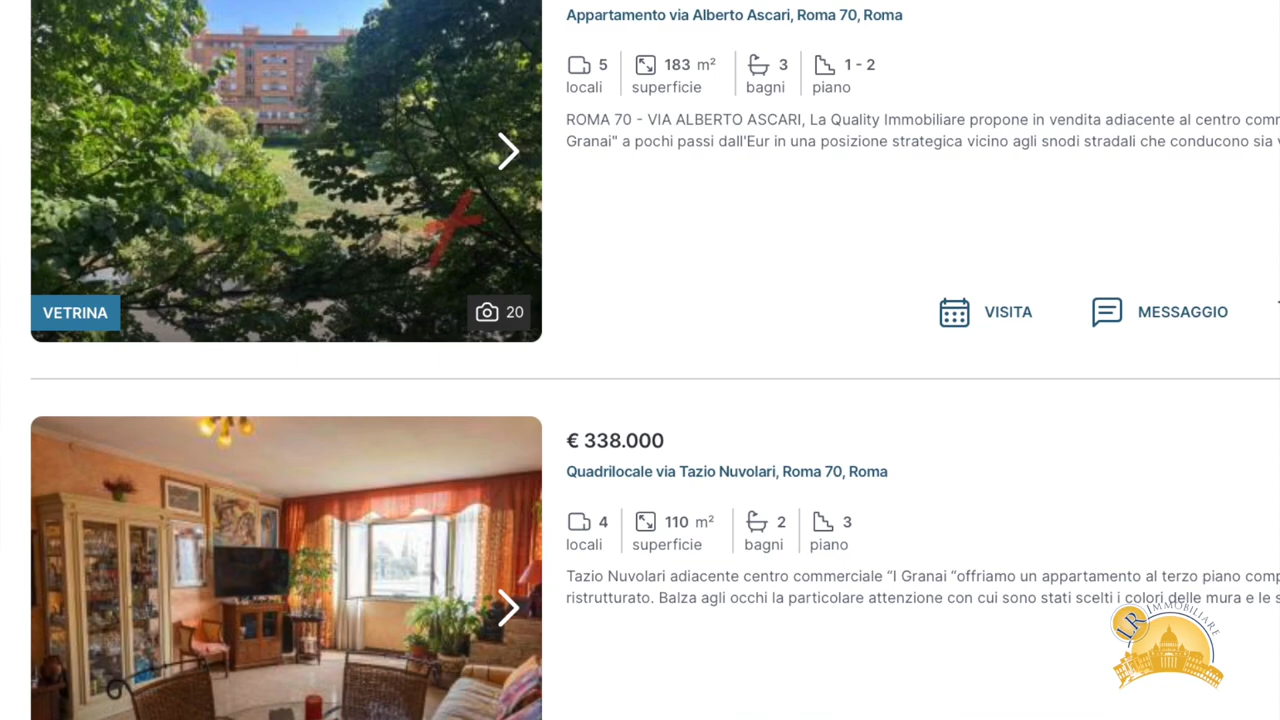 Appartamento via Alberto Ascari, Roma 70, Roma
5
183 m²
3
1 - 2
locali
superficie
bagni
piano
ROMA 70 - VIA ALBERTO ASCARI, La Quality Immobiliare propone in vendita adiacente al centro com
Granai" a pochi passi dall'Eur in una posizione strategica vicino agli snodi stradali che conducono sia
VETRINA
20
VISITA
MESSAGGIO
€ 338.000
Quadrilocale via Tazio Nuvolari, Roma 70, Roma
4
110 m²
2
3
locali
superficie
bagni
piano
Tazio Nuvolari adiacente centro commerciale “I Granai “offriamo un appartamento al terzo piano comp
ristrutturato. Balza agli occhi la particolare attenzione con cui sono stati scelti i colori delle mura e le s
LR IMMOBILIARE